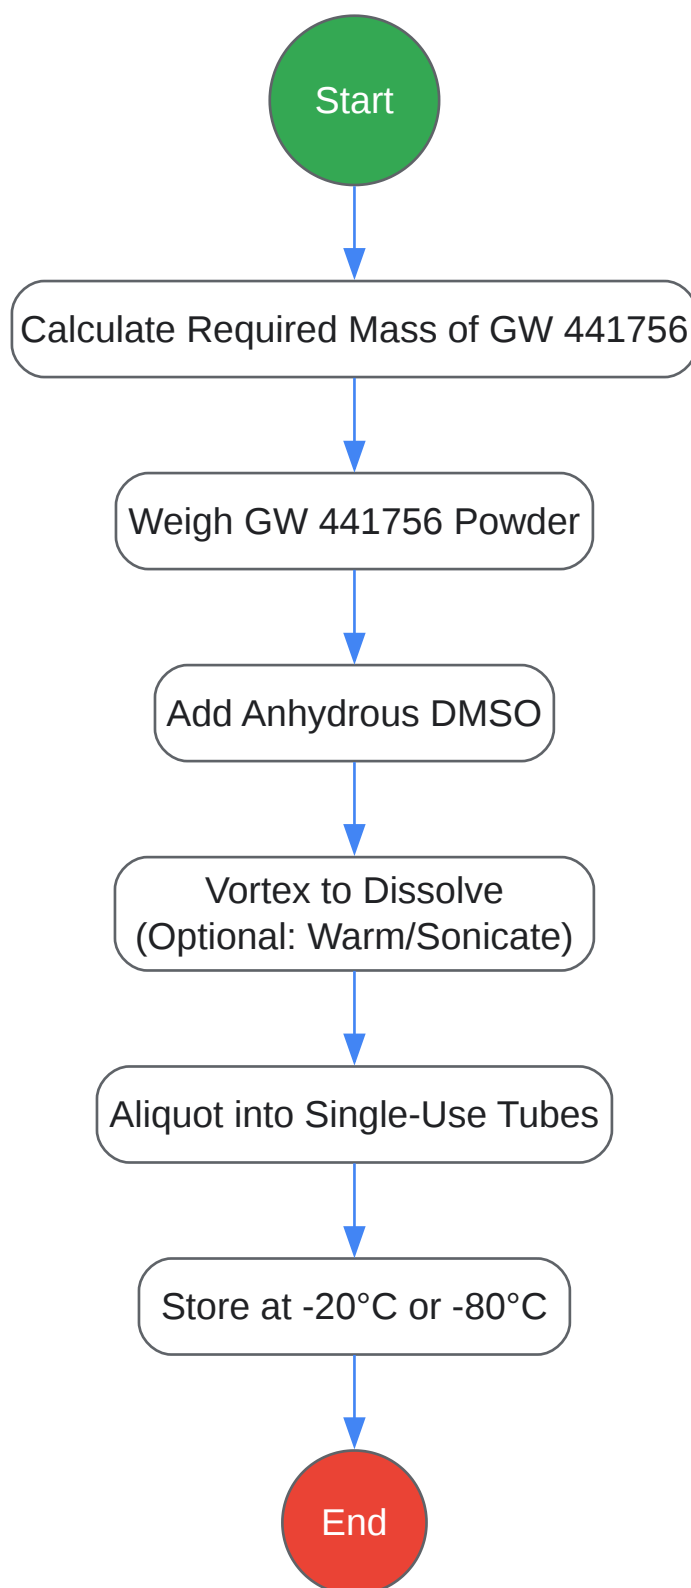 Start
Calculate Required Mass of GW 441756
Weigh GW 441756 Powder
Add Anhydrous DMSO
Vortex to Dissolve
(Optional: Warm/Sonicate)
Aliquot into Single-Use Tubes
Store at -20°C or -80°C
End